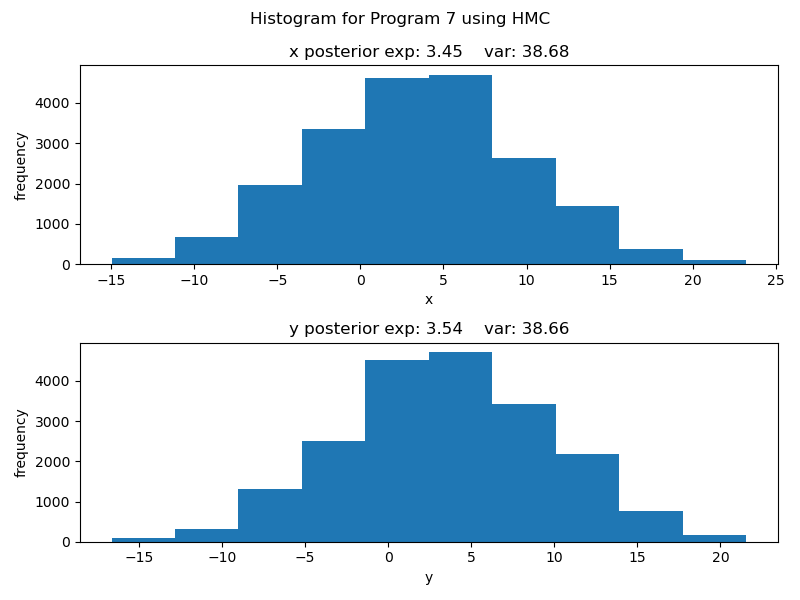 Histogram for Program 7 using HMC
x posterior exp: 3.45    var: 38.68
frequency
4000
3000
2000
1000
0
−15 −10 −5 0 5 10 15 20 25
x
y posterior exp: 3.54    var: 38.66
frequency
4000
3000
2000
1000
0
−15 −10 −5 0 5 10 15 20
y